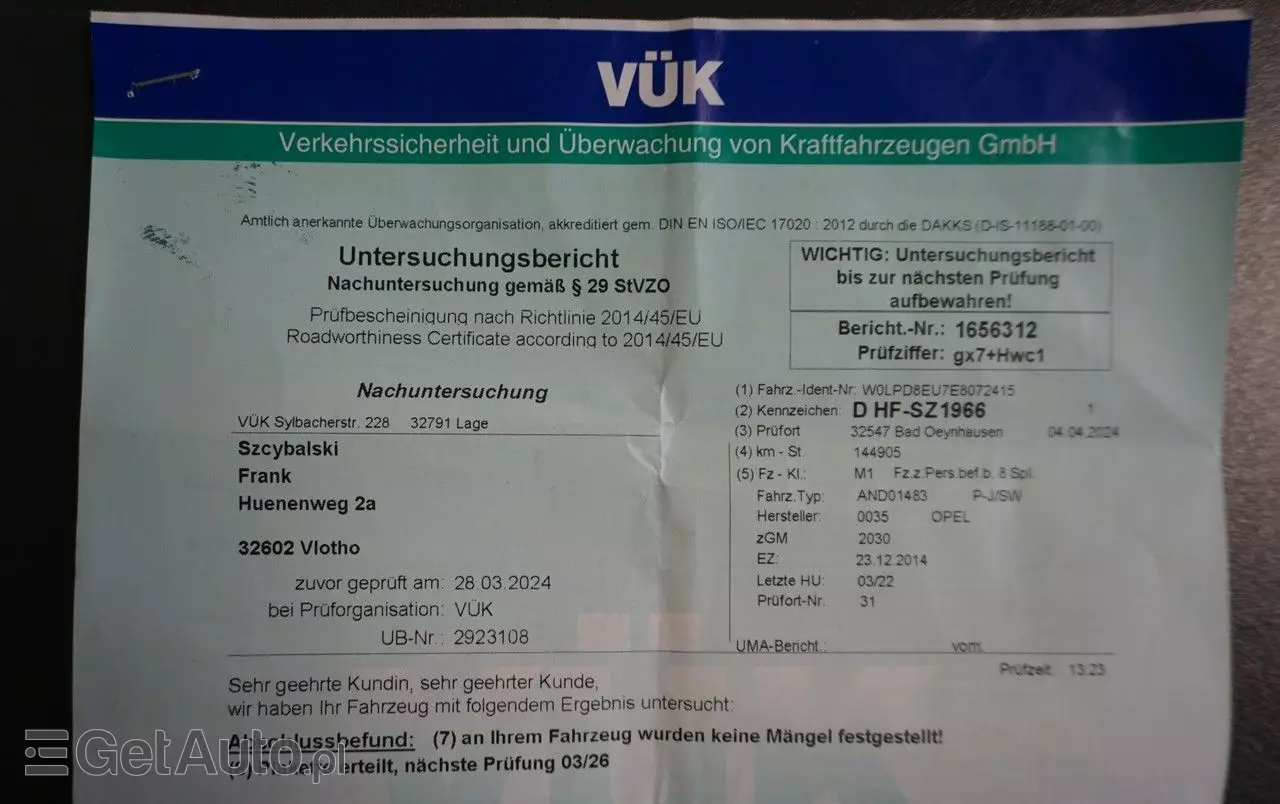 VÜK
Verkehrssicherheit und Überwachung von Kraftfahrzeugen GmbH
Amtlich anerkannte Überwachungsorganisation, akkreditiert gem. DIN EN ISO/IEC 17020 : 2012 durch die DAKKS (D-IS-11188-01-00)
Untersuchungsbericht
Nachuntersuchung gemäß § 29 StVZO
Prüfbescheinigung nach Richtlinie 2014/45/EU
Roadworthiness Certificate according to 2014/45/EU
WICHTIG: Untersuchungsbericht
bis zur nächsten Prüfung
aufbewahren!
Bericht.-Nr.: 1656312
Prüfziffer: gx7+Hwc1
Nachuntersuchung
VÜK Sylbacherstr. 228 32791 Lage
Szcybalski
Frank
Huenenweg 2a
32602 Vlotho
zuvor geprüft am: 28.03.2024
bei Prüforganisation: VÜK
UB-Nr.: 2923108
(1) Fahrz.-Ident-Nr: W0LPD8EU7E8072415
(2) Kennzeichen: D HF-SZ1966 1
(3) Prüfort 32547 Bad Oeynhausen 04.04.2024
(4) km - St. 144905
(5) Fz - Kl.: M1 Fz.z.Pers.bef.b. 8 Spl.
Fahrz.Typ: AND01483 P-J/SW
Hersteller: 0035 OPEL
zGM 2030
EZ: 23.12.2014
Letzte HU: 03/22
Prüfort-Nr. 31
UMA-Bericht.: vom:
Prüfzeit: 13:23
Sehr geehrte Kundin, sehr geehrter Kunde,
wir haben Ihr Fahrzeug mit folgendem Ergebnis untersucht:
Abschlussbefund: (7) an Ihrem Fahrzeug wurden keine Mängel festgestellt!
erteilt, nächste Prüfung 03/26
GetAuto.pl